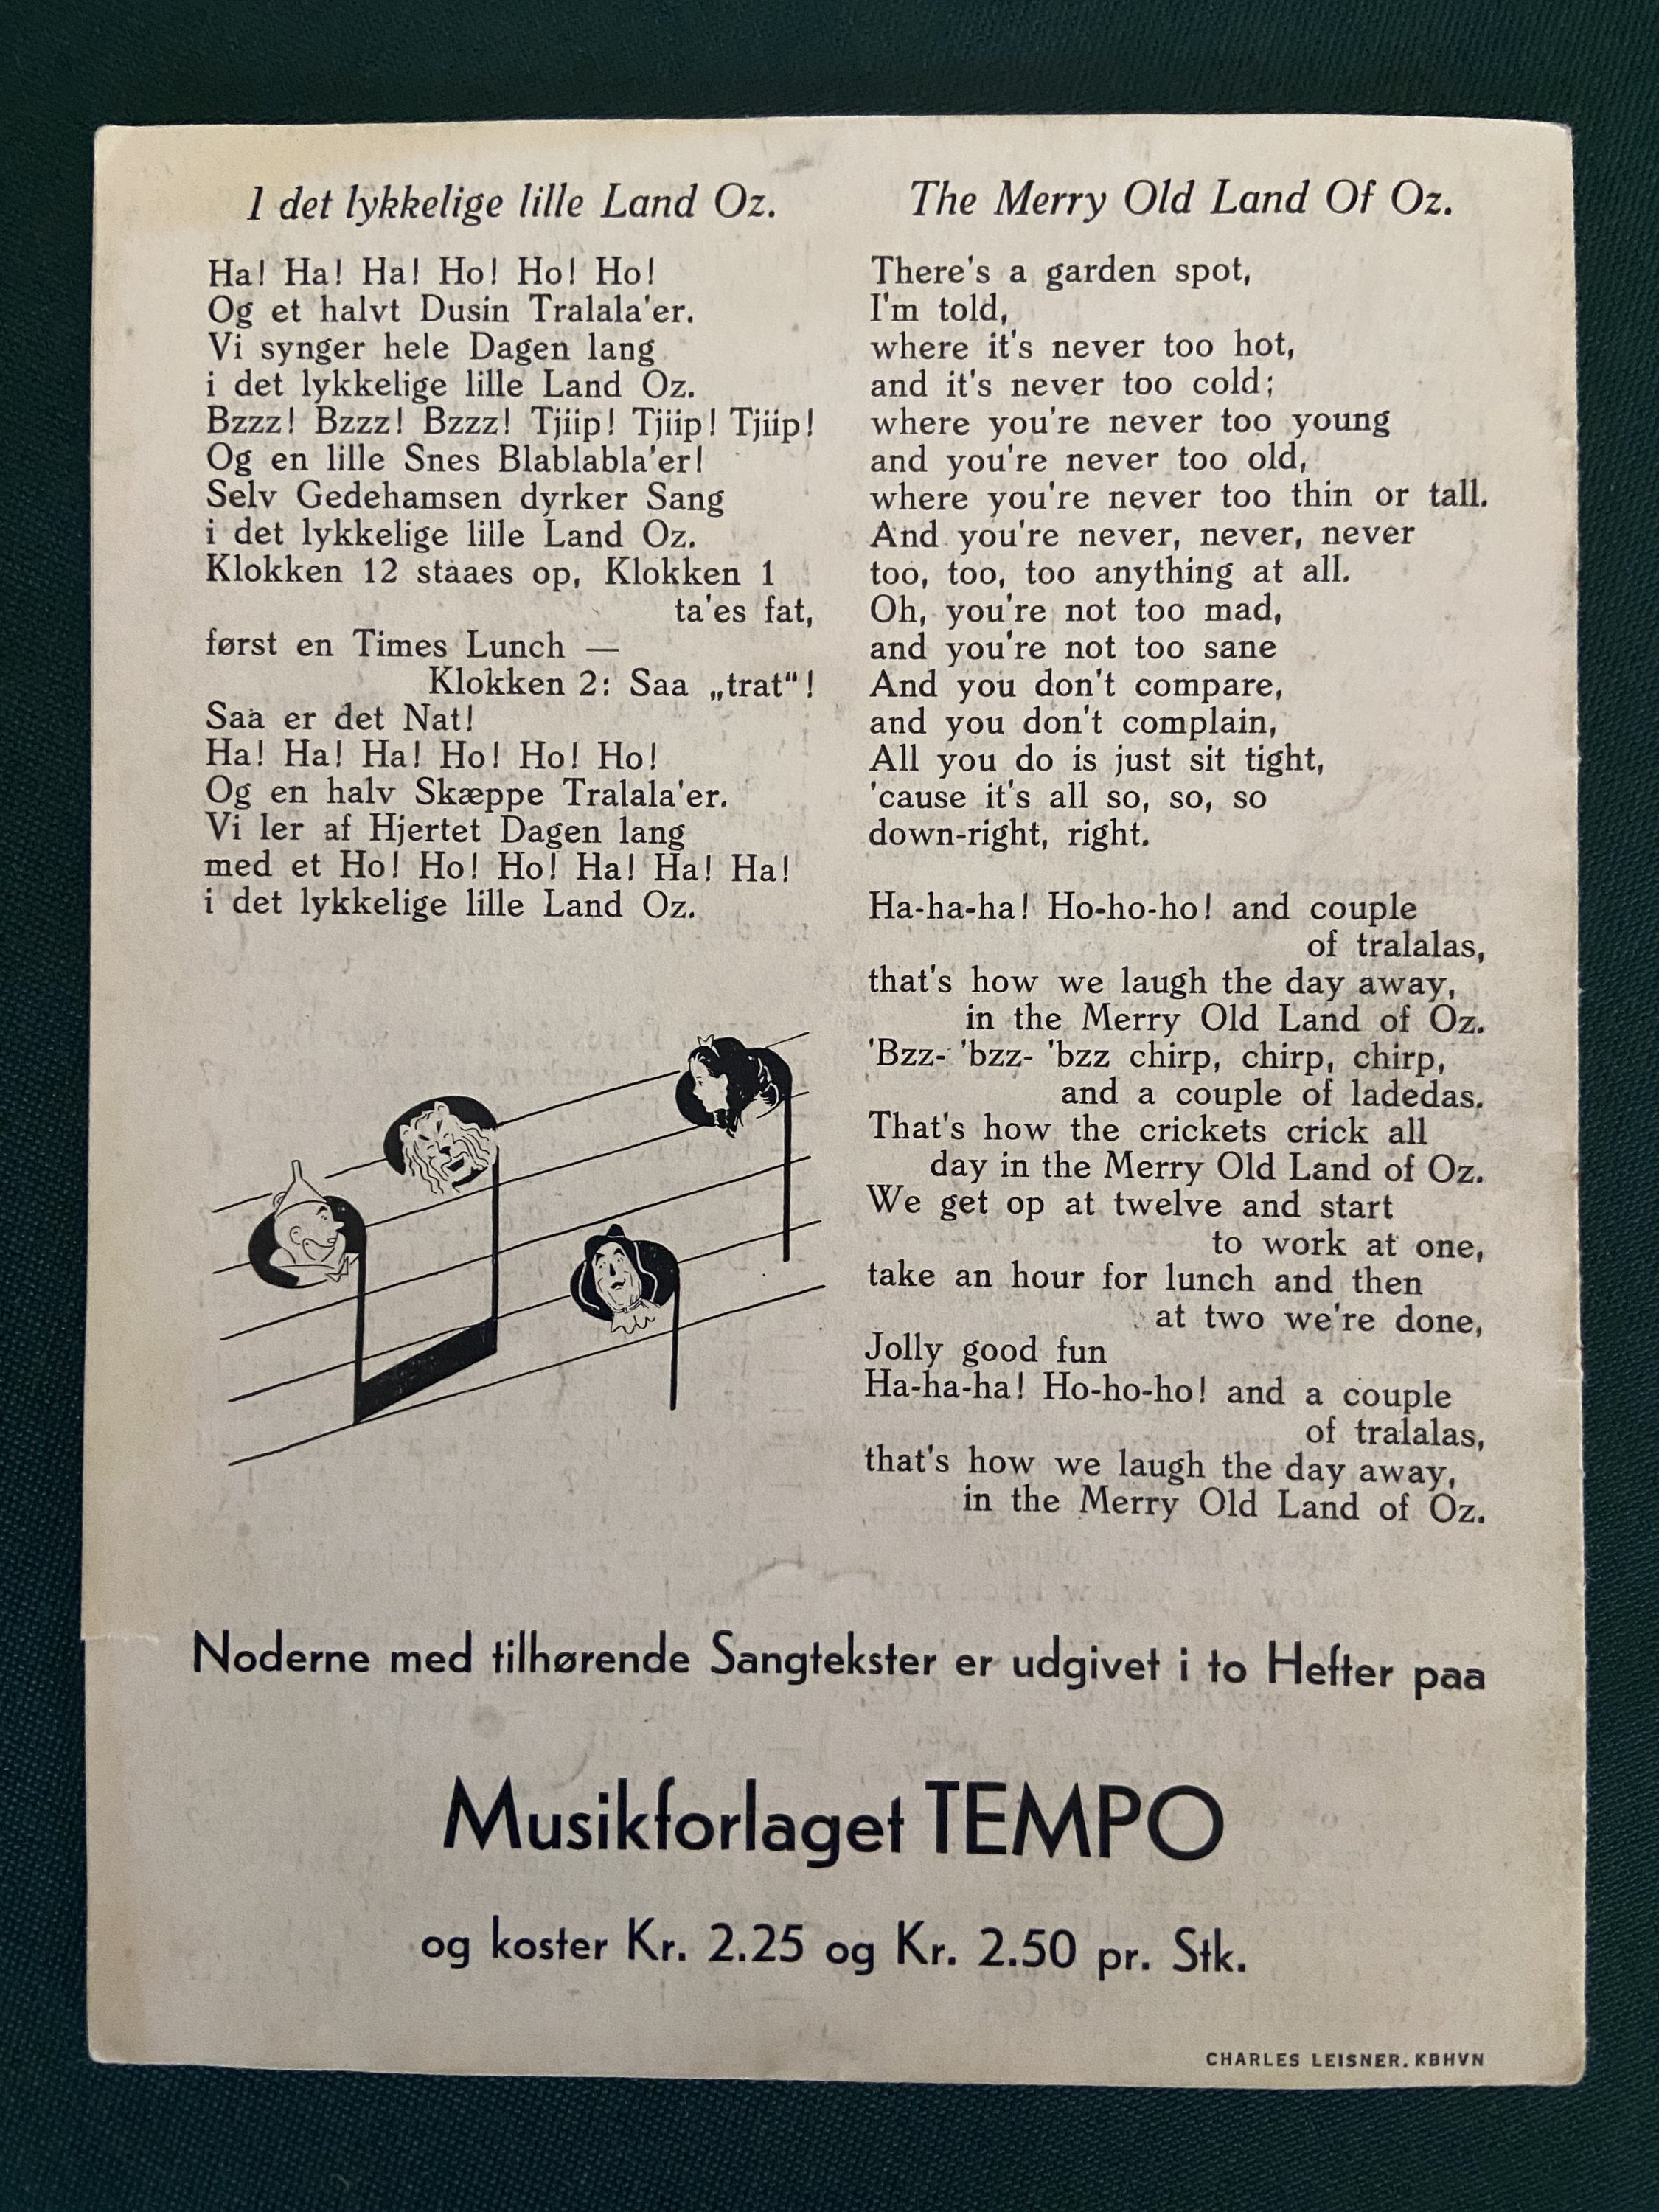 I det lykkelige lille Land Oz.
Ha! Ha! Ha! Ho! Ho! Ho!
Og et halvt Dusin Tralala'er.
Vi synger hele Dagen lang
i det lykkelige lille Land Oz.
Bzzz! Bzzz! Bzzz! Tjiip! Tjiip! Tjiip!
Og en lille Snes Blablabla'er!
Selv Gedehamsen dyrker Sang
i det lykkelige lille Land Oz.
Klokken 12 staaes op, Klokken 1
ta'es fat,
først en Times Lunch —
Klokken 2: Saa „trat“!
Saa er det Nat!
Ha! Ha! Ha! Ho! Ho! Ho!
Og en halv Skæppe Tralala'er.
Vi ler af Hjertet Dagen lang
med et Ho! Ho! Ho! Ha! Ha! Ha!
i det lykkelige lille Land Oz.
The Merry Old Land Of Oz.
There's a garden spot,
I'm told,
where it's never too hot,
and it's never too cold;
where you're never too young
and you're never too old,
where you're never too thin or tall.
And you're never, never, never
too, too, too anything at all.
Oh, you're not too mad,
and you're not too sane
And you don't compare,
and you don't complain,
All you do is just sit tight,
'cause it's all so, so, so
down-right, right.
Ha-ha-ha! Ho-ho-ho! and couple
of tralalas,
that's how we laugh the day away,
in the Merry Old Land of Oz.
'Bzz- 'bzz- 'bzz chirp, chirp, chirp,
and a couple of ladedas.
That's how the crickets crick all
day in the Merry Old Land of Oz.
We get op at twelve and start
to work at one,
take an hour for lunch and then
at two we're done,
Jolly good fun
Ha-ha-ha! Ho-ho-ho! and a couple
of tralalas,
that's how we laugh the day away,
in the Merry Old Land of Oz.
Noderne med tilhørende Sangtekster er udgivet i to Hefter paa
Musikforlaget TEMPO
og koster Kr. 2.25 og Kr. 2.50 pr. Stk.
CHARLES LEISNER. KBHVN